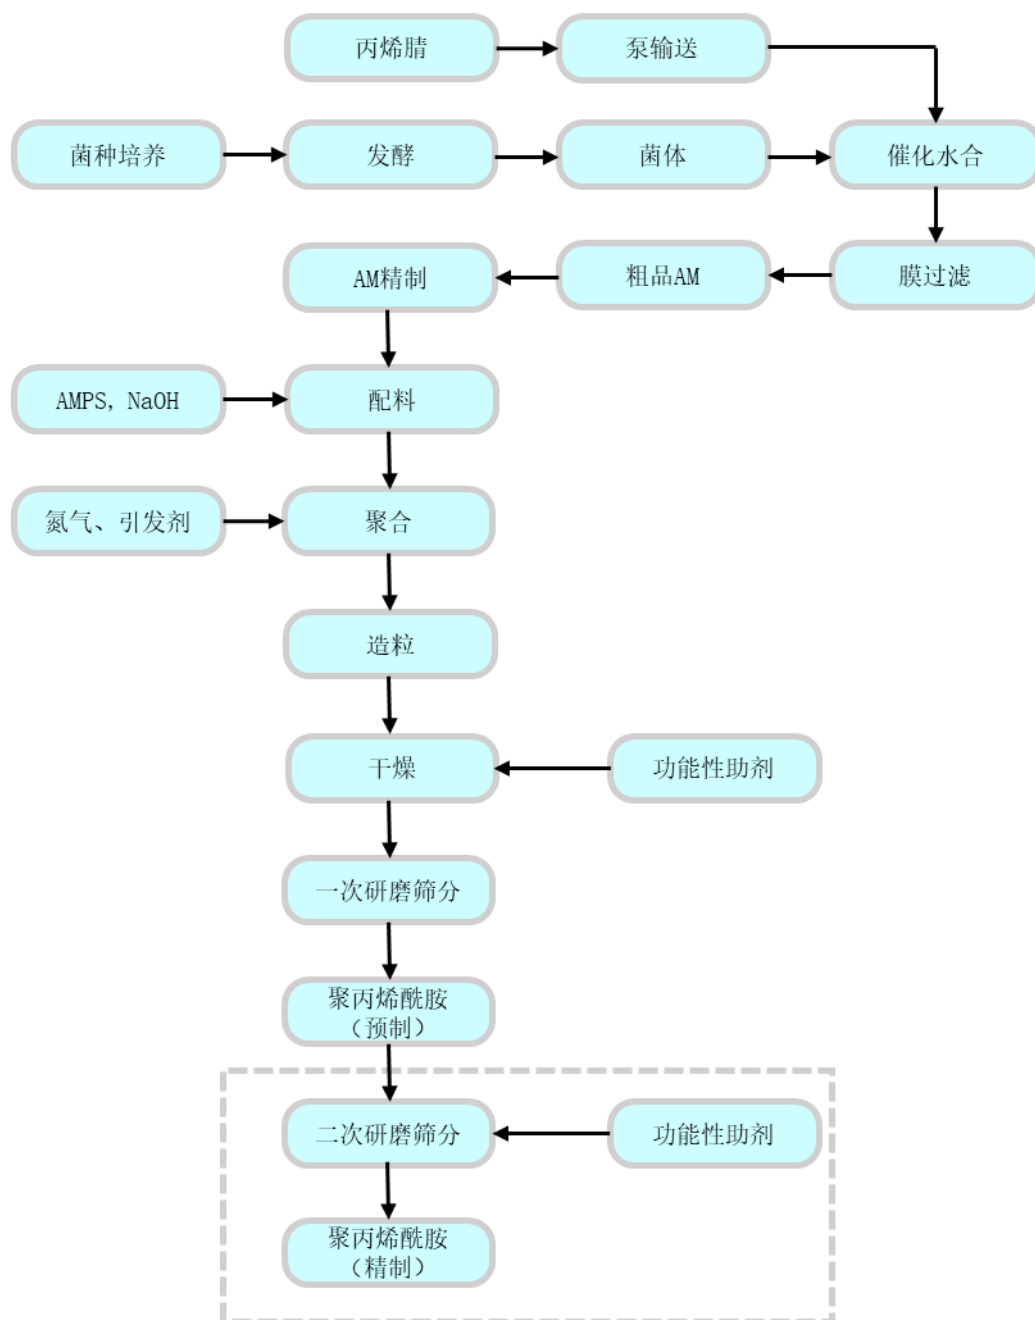 丙烯腈
泵输送
菌种培养
发酵
菌体
催化水合
AM精制
粗品AM
膜过滤
AMPS, NaOH
配料
氮气、引发剂
聚合
造粒
干燥
功能性助剂
一次研磨筛分
聚丙烯酰胺
（预制）
二次研磨筛分
功能性助剂
聚丙烯酰胺
（精制）